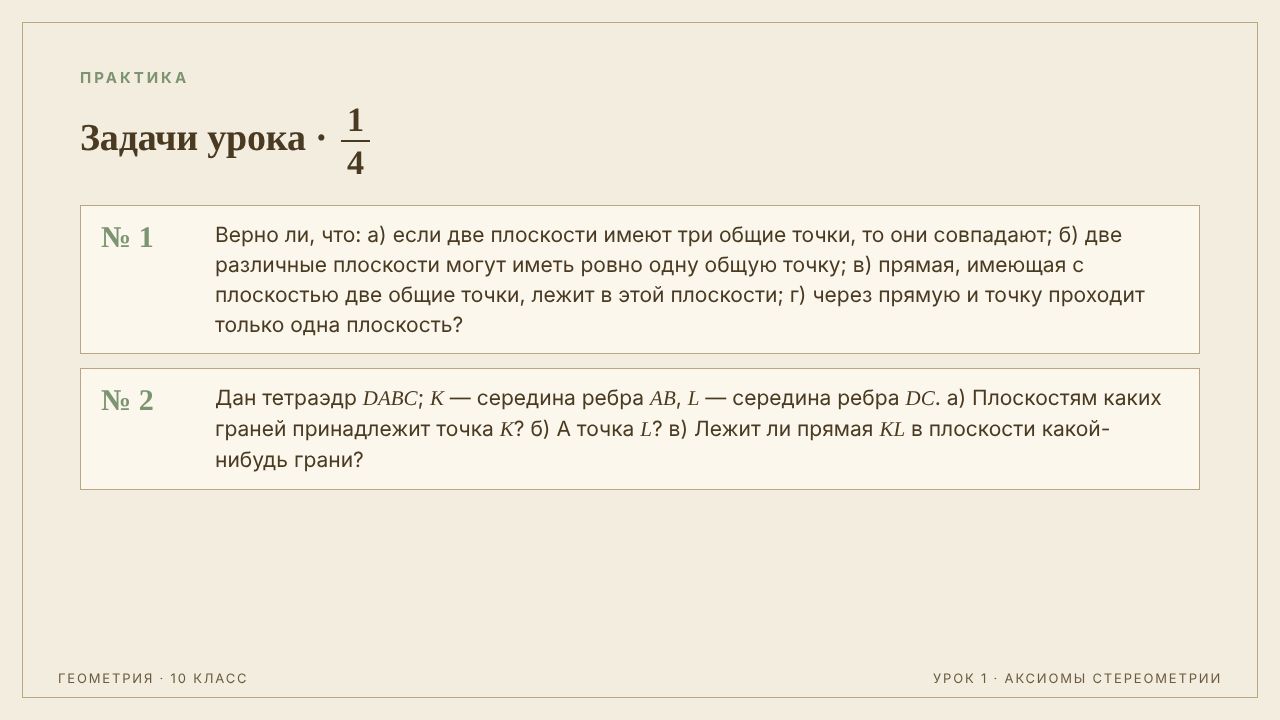 ПРАКТИКА
Задачи урока · 1/4
№ 1
Верно ли, что: а) если две плоскости имеют три общие точки, то они совпадают; б) две
различные плоскости могут иметь ровно одну общую точку; в) прямая, имеющая с
плоскостью две общие точки, лежит в этой плоскости; г) через прямую и точку проходит
только одна плоскость?
№ 2
Дан тетраэдр DABC; K — середина ребра AB, L — середина ребра DC. а) Плоскостям каких
граней принадлежит точка K? б) А точка L? в) Лежит ли прямая KL в плоскости какой-
нибудь грани?
ГЕОМЕТРИЯ · 10 КЛАСС
УРОК 1 · АКСИОМЫ СТЕРЕОМЕТРИИ